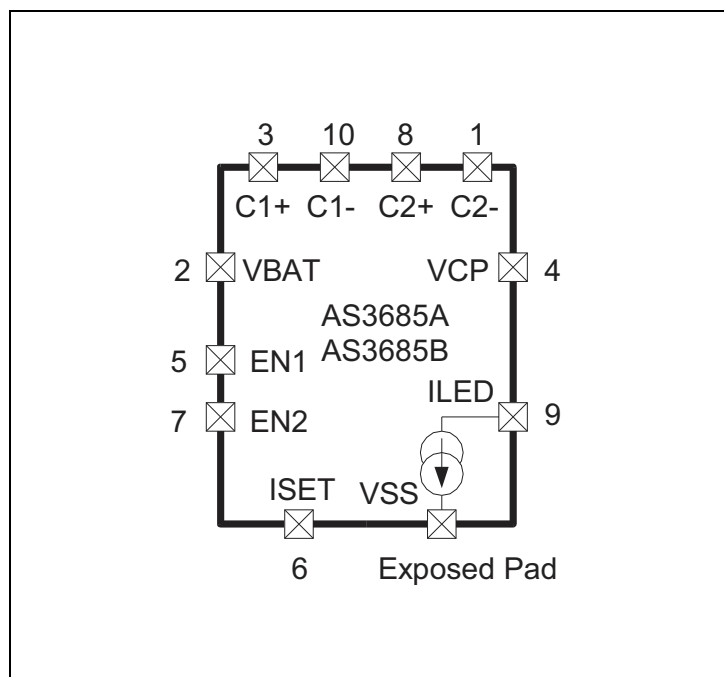 3 10 8 1
C1+ C1- C2+ C2-
2 VBAT VCP 4
AS3685A
AS3685B
5 EN1
ILED
7 EN2 9
ISET VSS
6 Exposed Pad